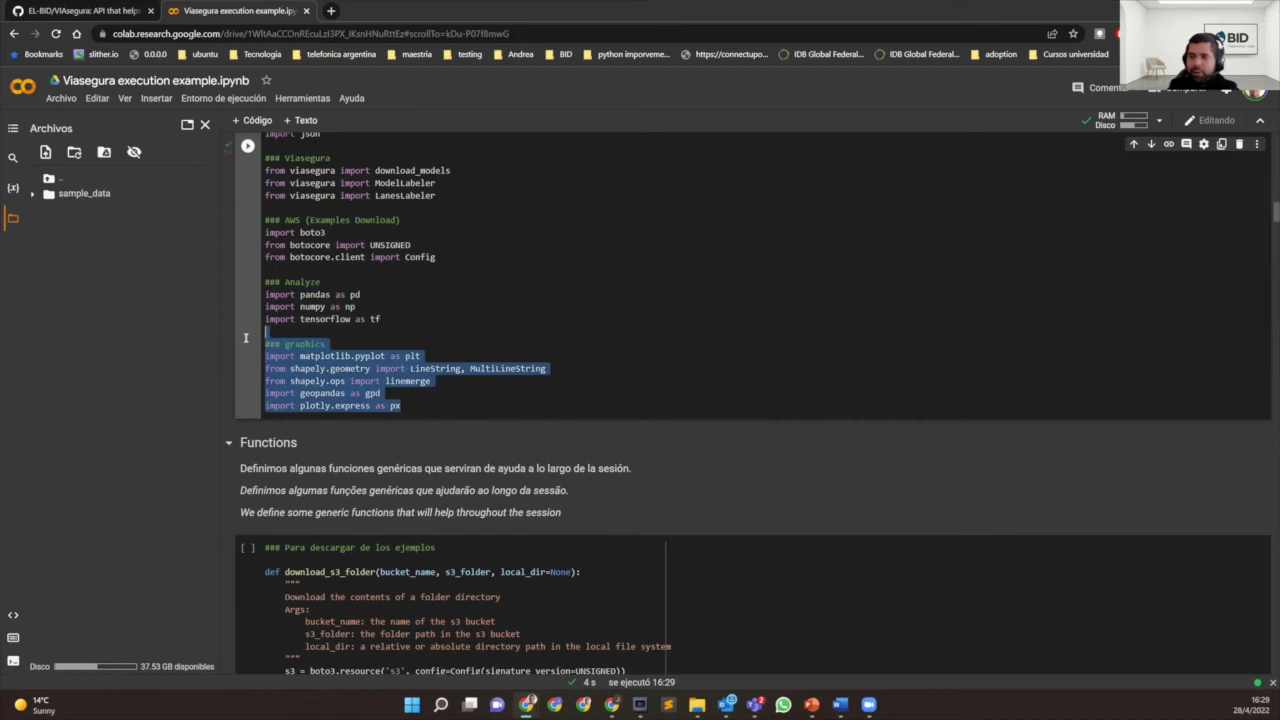 EL-BID/VIAsegura: API that help
Viasegura execution example.ipynb
colab.research.google.com/drive/
Bookmarks slither.io 0.0.0.0 ubuntu Tecnologia telefonica argentina maestria testing Andrea BID python imporveme https://connectupo... IDB Global Federal... IDB Global Federal... adoption Cursos universidad
BID
Viasegura execution example.ipynb
Archivo Editar Ver Insertar Entorno de ejecución Herramientas Ayuda
Comentar
+ Código + Texto
RAM
Disco
Editando
Archivos
..
sample_data
import json
### Viasegura
from viasegura import download_models
from viasegura import ModelLabeler
from viasegura import LanesLabeler
### AWS (Examples Download)
import boto3
from botocore import UNSIGNED
from botocore.client import Config
### Analyze
import pandas as pd
import numpy as np
import tensorflow as tf
### graphics
import matplotlib.pyplot as plt
from shapely.geometry import LineString, MultiLineString
from shapely.ops import linemerge
import geopandas as gpd
import plotly.express as px
Functions
Definimos algunas funciones genéricas que serviran de ayuda a lo largo de la sesión.
Definimos algumas funções genéricas que ajudarão ao longo da sessão.
We define some generic functions that will help throughout the session
[ ] ### Para descargar de los ejemplos
def download_s3_folder(bucket_name, s3_folder, local_dir=None):
"""
Download the contents of a folder directory
Args:
bucket_name: the name of the s3 bucket
s3_folder: the folder path in the s3 bucket
local_dir: a relative or absolute directory path in the local file system
"""
s3 = boto3.resource('s3', config=Config(signature_version=UNSIGNED))
Disco 37.53 GB disponibles
4 s se ejecutó 16:29
14°C
Sunny
16:29
28/4/2022